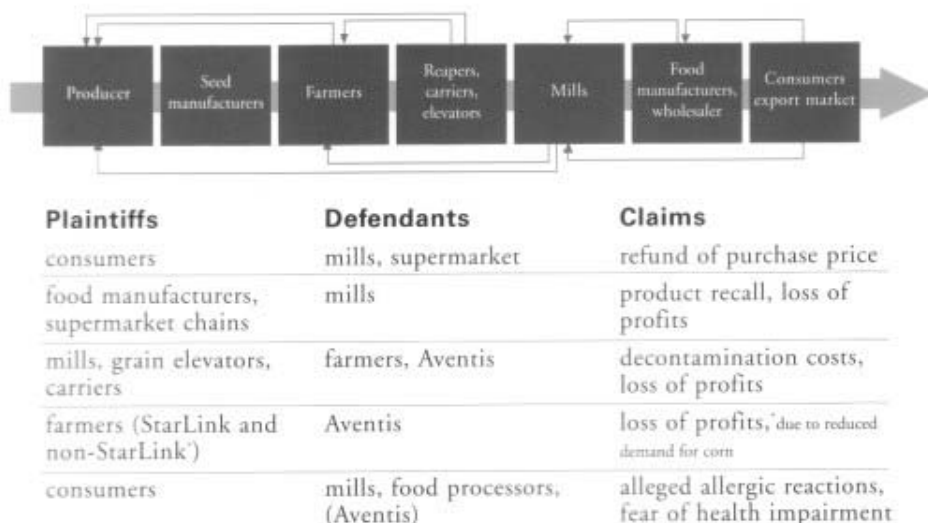 Producer
Seed
manufacturers
Farmers
Reapers,
carriers,
elevators
Mills
Food
manufacturers,
wholesaler
Consumers
export market
Plaintiffs Defendants Claims
consumers mills, supermarket refund of purchase price
food manufacturers, mills product recall, loss of
supermarket chains profits
mills, grain elevators, farmers, Aventis decontamination costs,
carriers loss of profits
farmers (StarLink and Aventis loss of profits,* due to reduced
non-StarLink*) demand for corn
consumers mills, food processors, alleged allergic reactions,
(Aventis) fear of health impairment